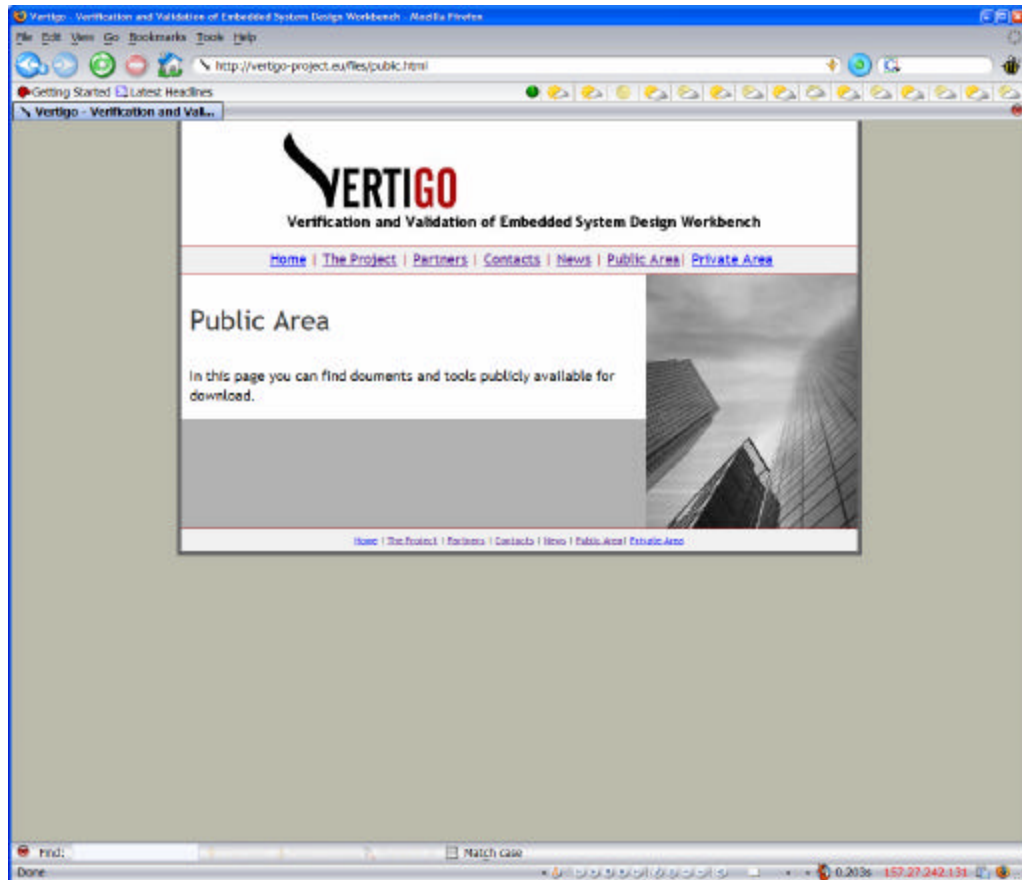 Vertigo - Verification and Validation of Embedded System Design Workbench - Mozilla Firefox
File Edit View Go Bookmarks Tools Help
http://vertigo-project.eu/files/public.html
Getting Started Latest Headlines
Vertigo - Verification and Vali...
VERTIGO
Verification and Validation of Embedded System Design Workbench
Home | The Project | Partners | Contacts | News | Public Area| Private Area
Public Area
In this page you can find douments and tools publicly available for
download.
Home | The Project | Partners | Contacts | News | Public Area| Private Area
Find:
Match case
Done
0.203s 157.27.242.131